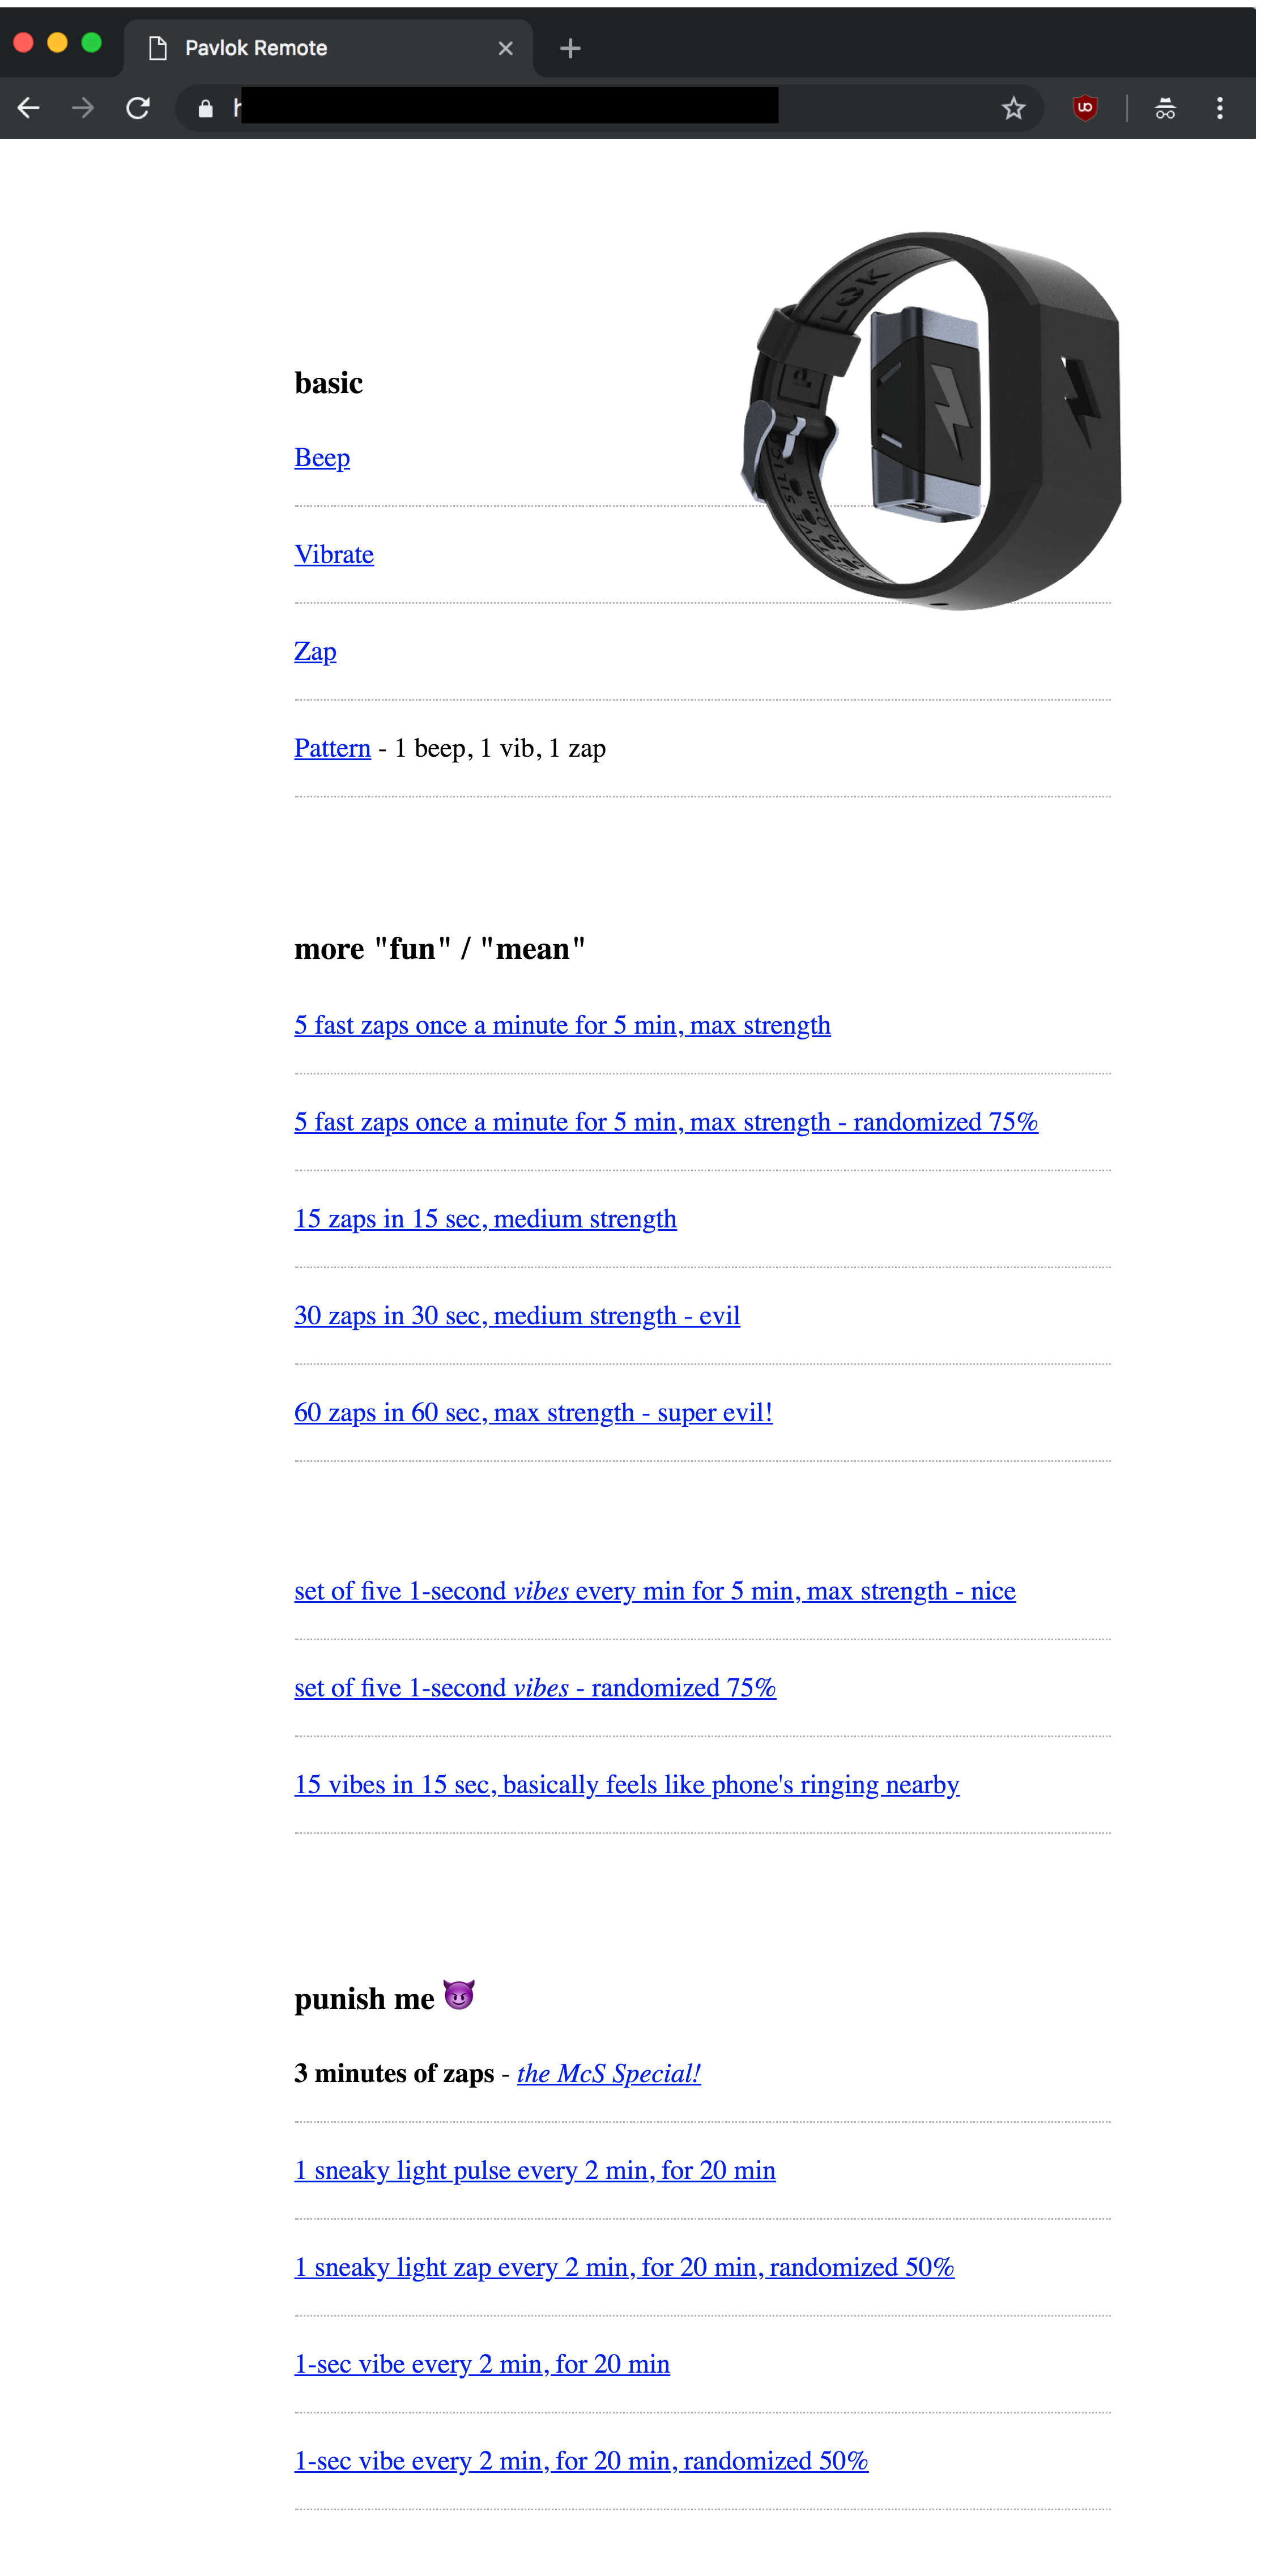 Pavlok Remote
basic
Beep
Vibrate
Zap
Pattern - 1 beep, 1 vib, 1 zap
more "fun" / "mean"
5 fast zaps once a minute for 5 min, max strength
5 fast zaps once a minute for 5 min, max strength - randomized 75%
15 zaps in 15 sec, medium strength
30 zaps in 30 sec, medium strength - evil
60 zaps in 60 sec, max strength - super evil!
set of five 1-second vibes every min for 5 min, max strength - nice
set of five 1-second vibes - randomized 75%
15 vibes in 15 sec, basically feels like phone's ringing nearby
punish me 😈
3 minutes of zaps - the McS Special!
1 sneaky light pulse every 2 min, for 20 min
1 sneaky light zap every 2 min, for 20 min, randomized 50%
1-sec vibe every 2 min, for 20 min
1-sec vibe every 2 min, for 20 min, randomized 50%